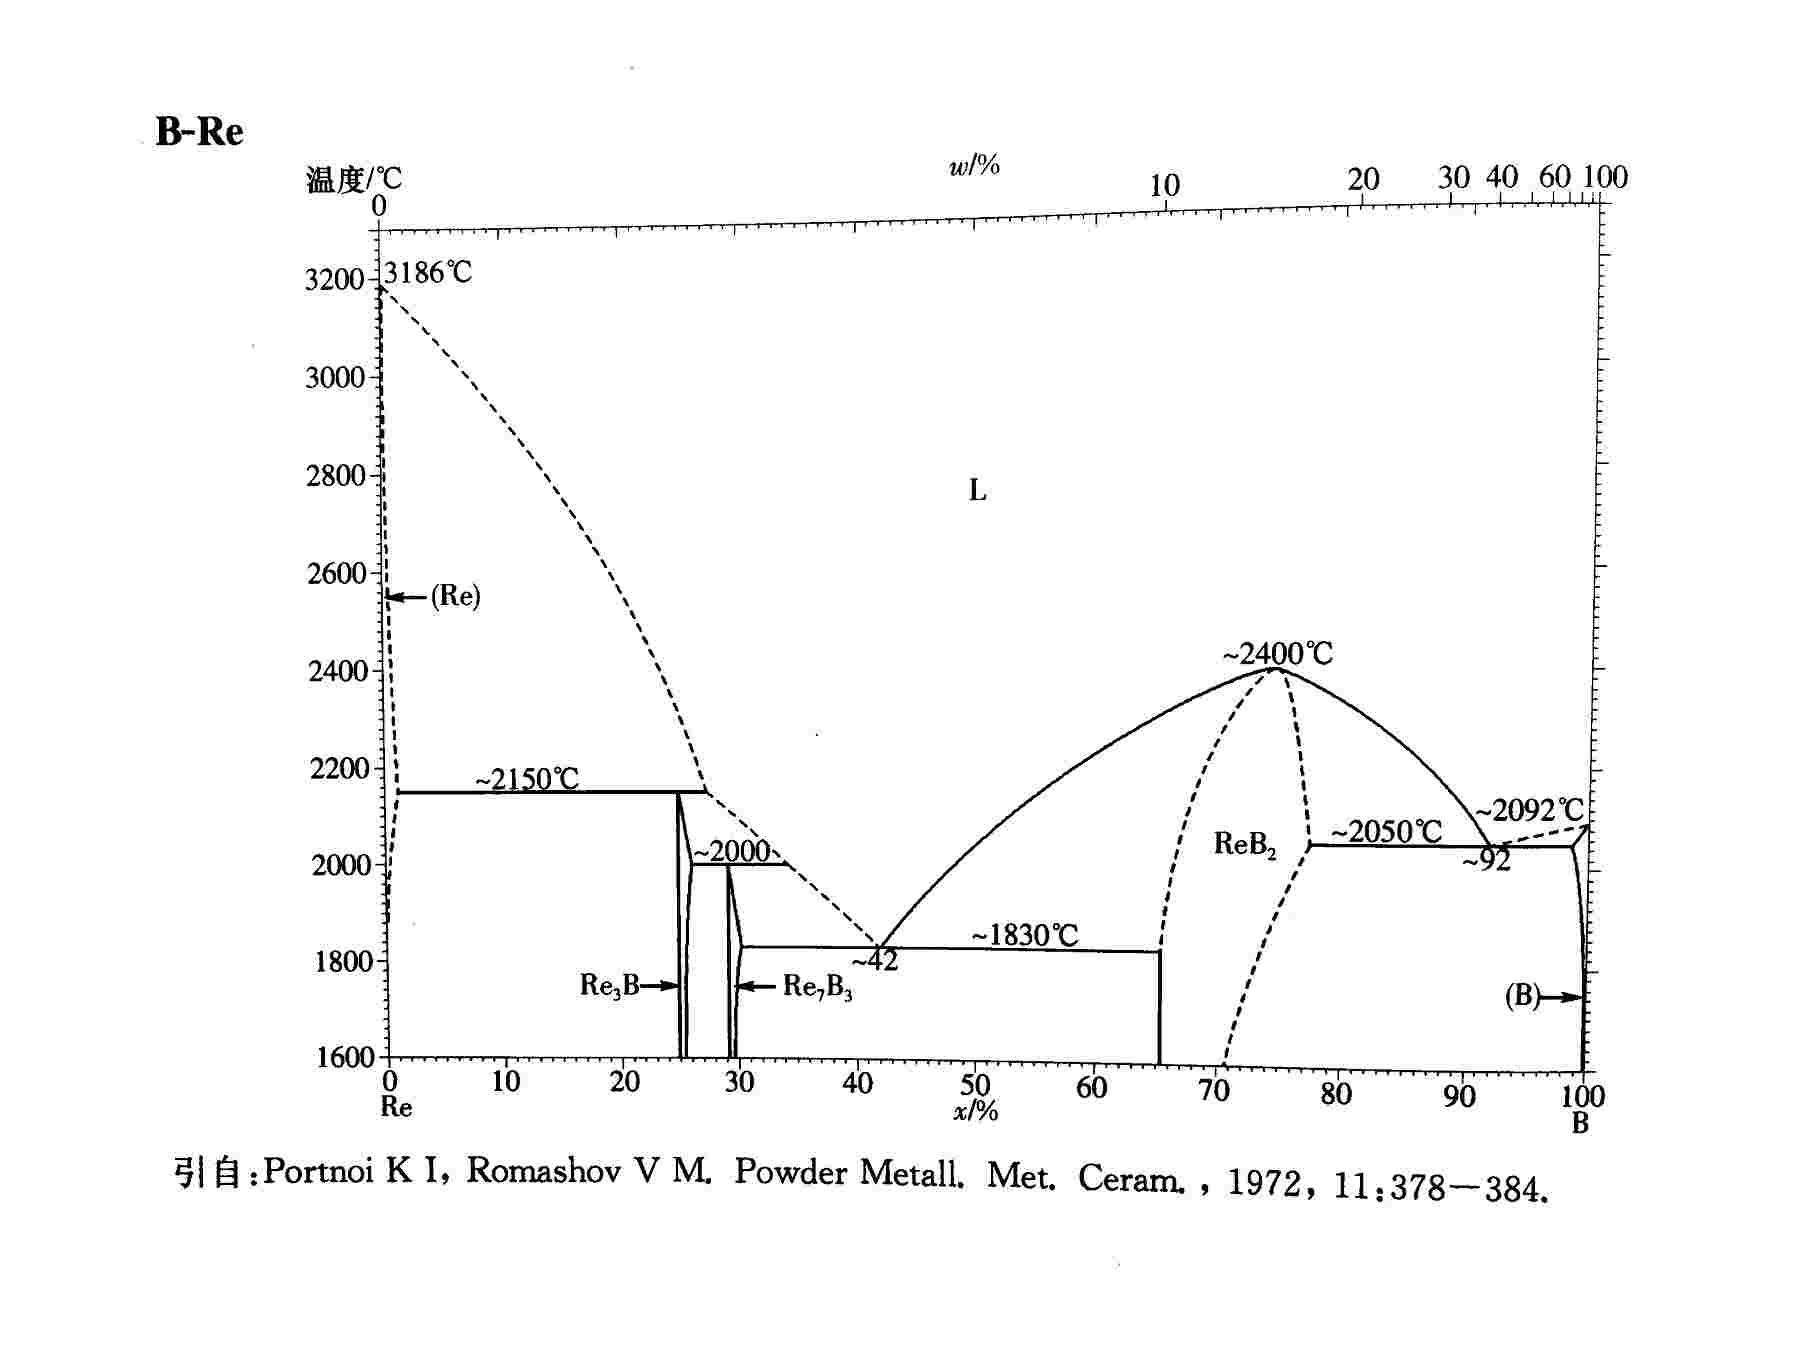 B-Re
温度/℃
w/%
0 10 20 30 40 60 100
3200
3186℃
3000
2800
L
2600
(Re)
~2400℃
2400
2200
~2150℃
~2092℃
~2050℃
ReB₂
~2000
~92
2000
~1830℃
~42
1800
Re₃B
Re₇B₃
(B)
1600
0 10 20 30 40 50 60 70 80 90 100
Re x/% B
引自:Portnoi K I, Romashov V M. Powder Metall. Met. Ceram. , 1972, 11:378—384.